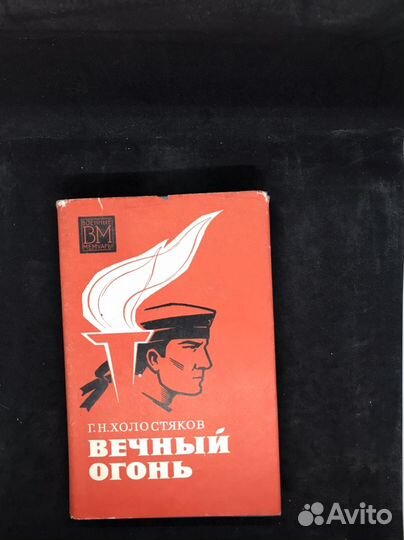 ВОЕННЫЕ
ВМ
МЕМУАРЫ
Г.Н.ХОЛОСТЯКОВ
ВЕЧНЫЙ
ОГОНЬ
Avito